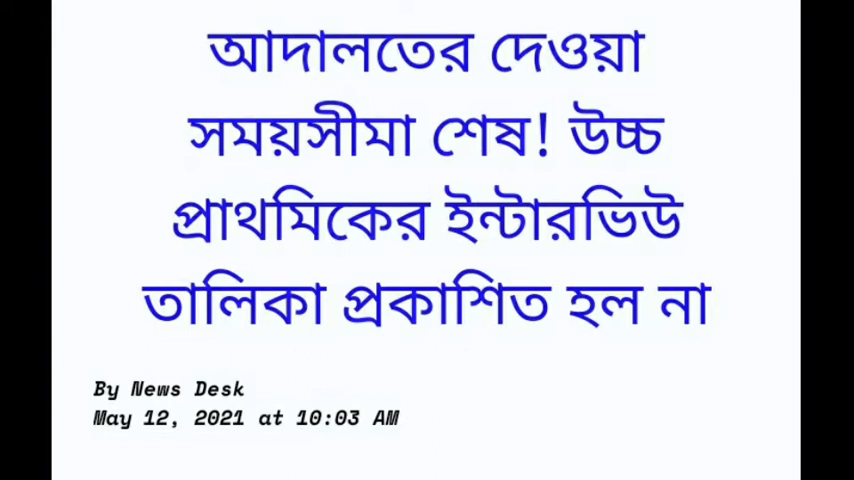 আদালতের দেওয়া
সময়সীমা শেষ! উচ্চ
প্রাথমিকের ইন্টারভিউ
তালিকা প্রকাশিত হল না
By News Desk
May 12, 2021 at 10:03 AM